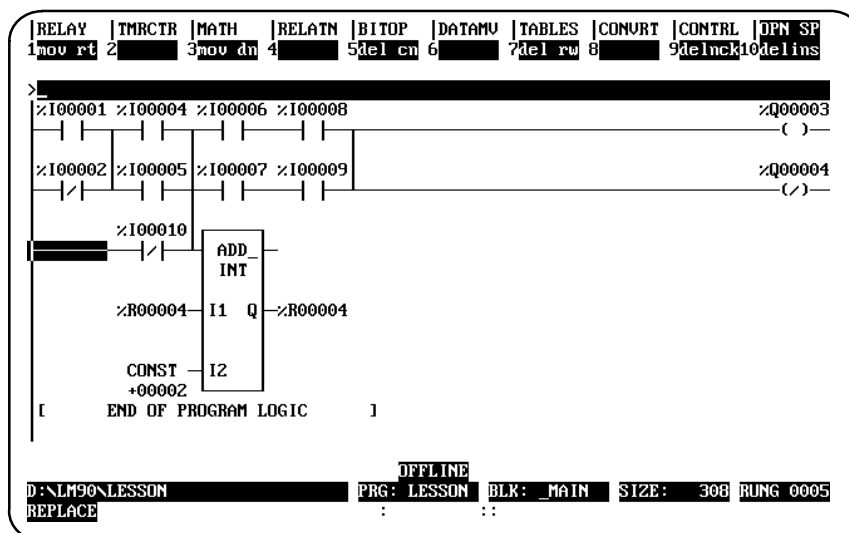 RELAY |TMRCTR |MATH |RELATN |BITOP |DATAMV |TABLES |CONVRT |CONTRL |OPN SP
1mov rt 2 3mov dn 4 5del cn 6 7del rw 8 9delnck10delins
>_
%I00001 %I00004 %I00006 %I00008 %Q00003
%I00002 %I00005 %I00007 %I00009 %Q00004
%I00010
ADD_
INT
%R00004 I1 Q %R00004
CONST I2
+00002
[ END OF PROGRAM LOGIC ]
OFFLINE
D:\LM90\LESSON PRG: LESSON BLK: _MAIN SIZE: 308 RUNG 0005
REPLACE : ::